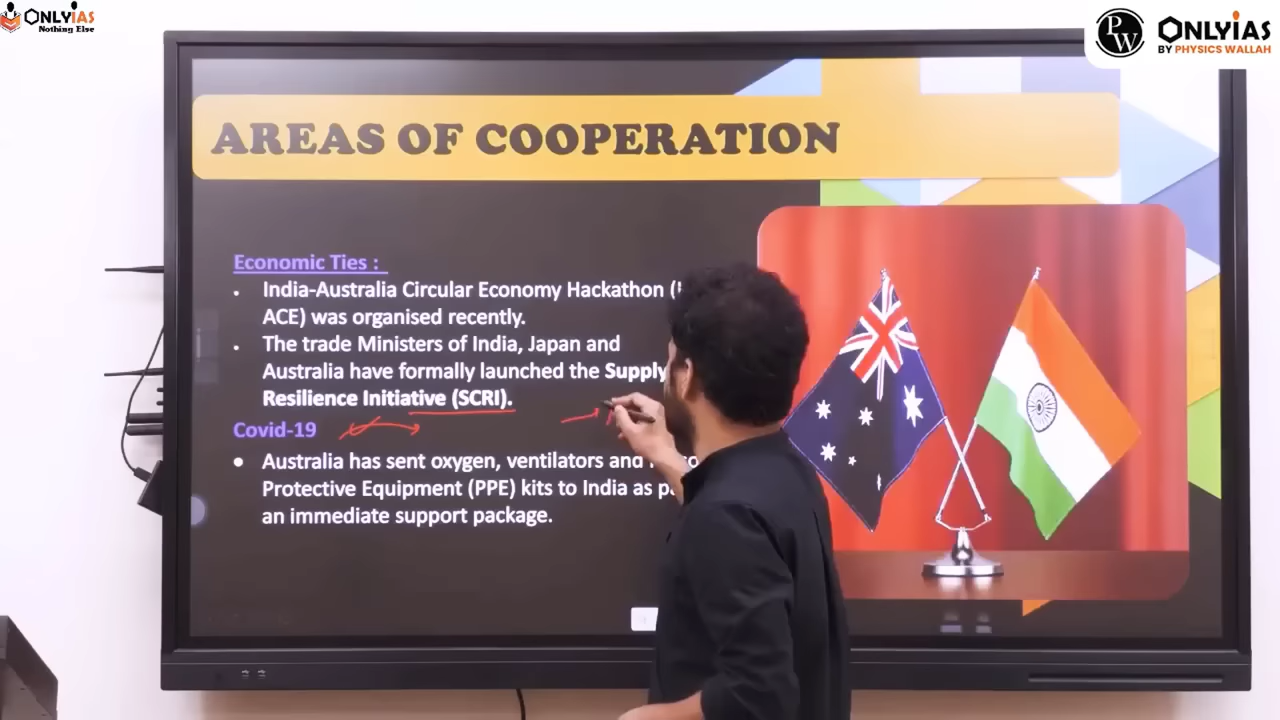 ONLYIAS
Nothing Else
PW
ONLYIAS
BY PHYSICS WALLAH
AREAS OF COOPERATION
Economic Ties :
India-Australia Circular Economy Hackathon (
ACE) was organised recently.
The trade Ministers of India, Japan and
Australia have formally launched the Supply
Resilience Initiative (SCRI).
Covid-19
Australia has sent oxygen, ventilators and
Protective Equipment (PPE) kits to India as
an immediate support package.